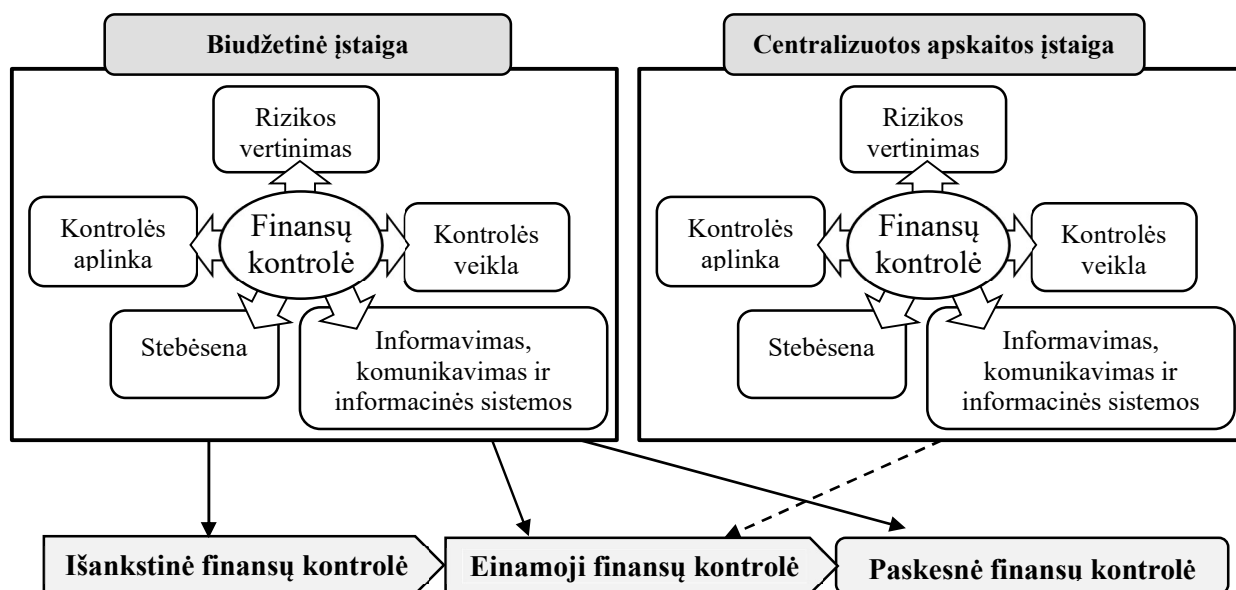 Biudžetinė įstaiga
Rizikos
vertinimas
Kontrolės
aplinka
Finansų
kontrolė
Kontrolės
veikla
Stebėsena
Informavimas,
komunikavimas ir
informacinės sistemos
Centralizuotos apskaitos įstaiga
Rizikos
vertinimas
Kontrolės
aplinka
Finansų
kontrolė
Kontrolės
veikla
Stebėsena
Informavimas,
komunikavimas ir
informacinės sistemos
Išankstinė finansų kontrolė
Einamoji finansų kontrolė
Paskesnė finansų kontrolė